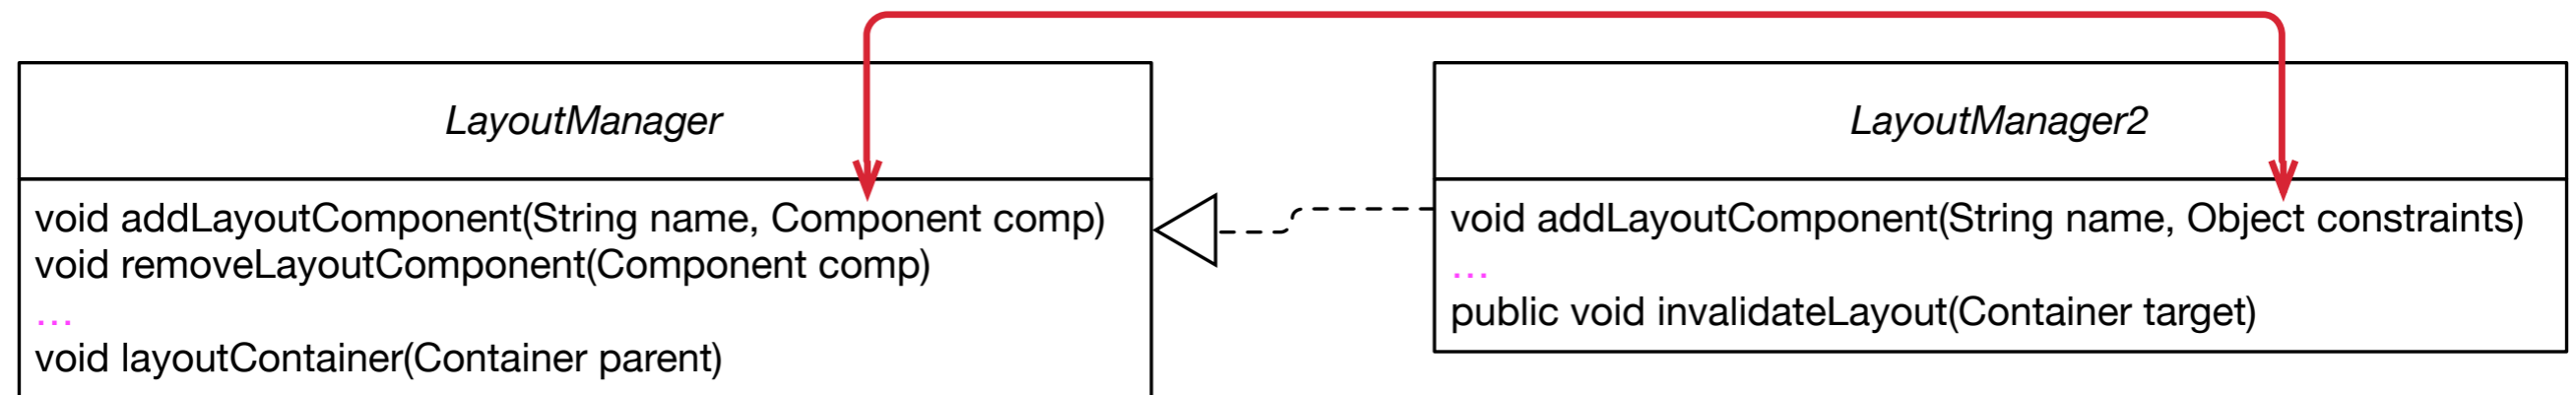 LayoutManager
void addLayoutComponent(String name, Component comp)
void removeLayoutComponent(Component comp)
...
void layoutContainer(Container parent)
LayoutManager2
void addLayoutComponent(String name, Object constraints)
...
public void invalidateLayout(Container target)